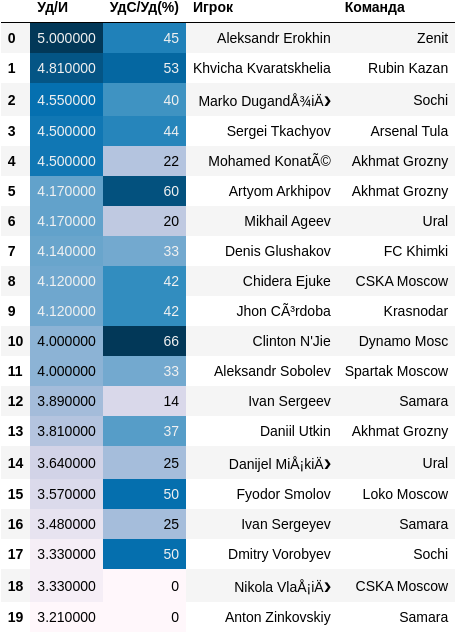 Уд/И УдС/Уд(%) Игрок Команда
0 5.000000 45 Aleksandr Erokhin Zenit
1 4.810000 53 Khvicha Kvaratskhelia Rubin Kazan
2 4.550000 40 Marko DugandÅ¾iÄ❯ Sochi
3 4.500000 44 Sergei Tkachyov Arsenal Tula
4 4.500000 22 Mohamed KonatÃ© Akhmat Grozny
5 4.170000 60 Artyom Arkhipov Akhmat Grozny
6 4.170000 20 Mikhail Ageev Ural
7 4.140000 33 Denis Glushakov FC Khimki
8 4.120000 42 Chidera Ejuke CSKA Moscow
9 4.120000 42 Jhon CÃ³rdoba Krasnodar
10 4.000000 66 Clinton N'Jie Dynamo Mosc
11 4.000000 33 Aleksandr Sobolev Spartak Moscow
12 3.890000 14 Ivan Sergeev Samara
13 3.810000 37 Daniil Utkin Akhmat Grozny
14 3.640000 25 Danijel MiÅ¡kiÄ❯ Ural
15 3.570000 50 Fyodor Smolov Loko Moscow
16 3.480000 25 Ivan Sergeyev Samara
17 3.330000 50 Dmitry Vorobyev Sochi
18 3.330000 0 Nikola VlaÅ¡iÄ❯ CSKA Moscow
19 3.210000 0 Anton Zinkovskiy Samara